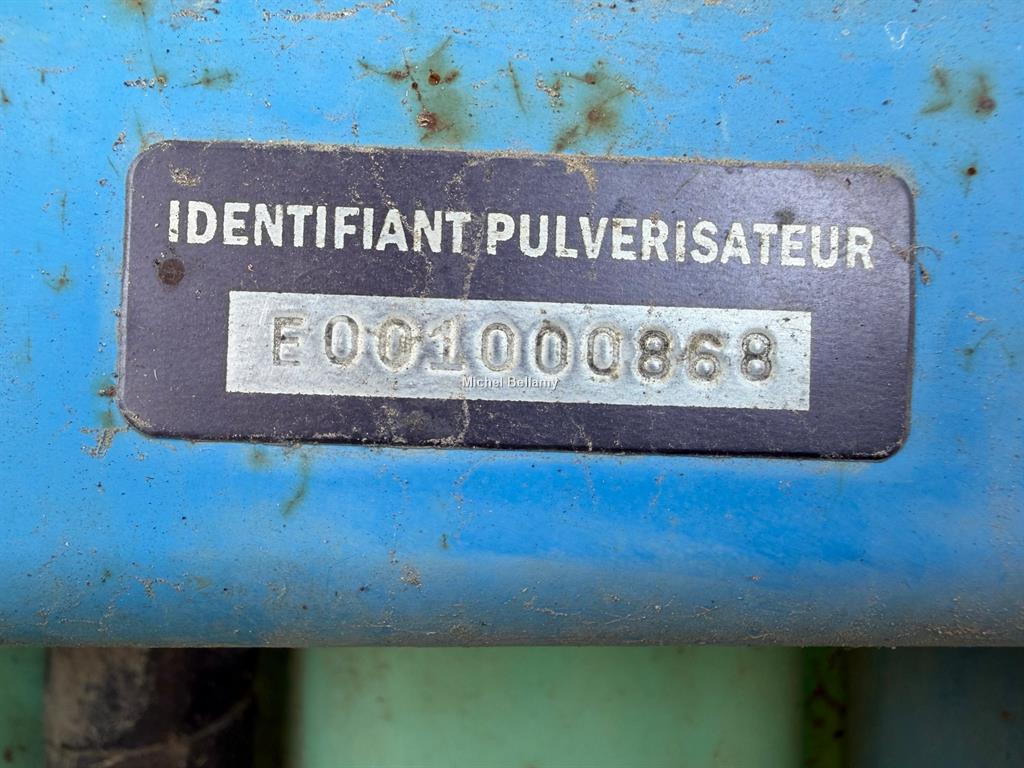 IDENTIFIANT PULVERISATEUR
E001000868
Michel Bellamy